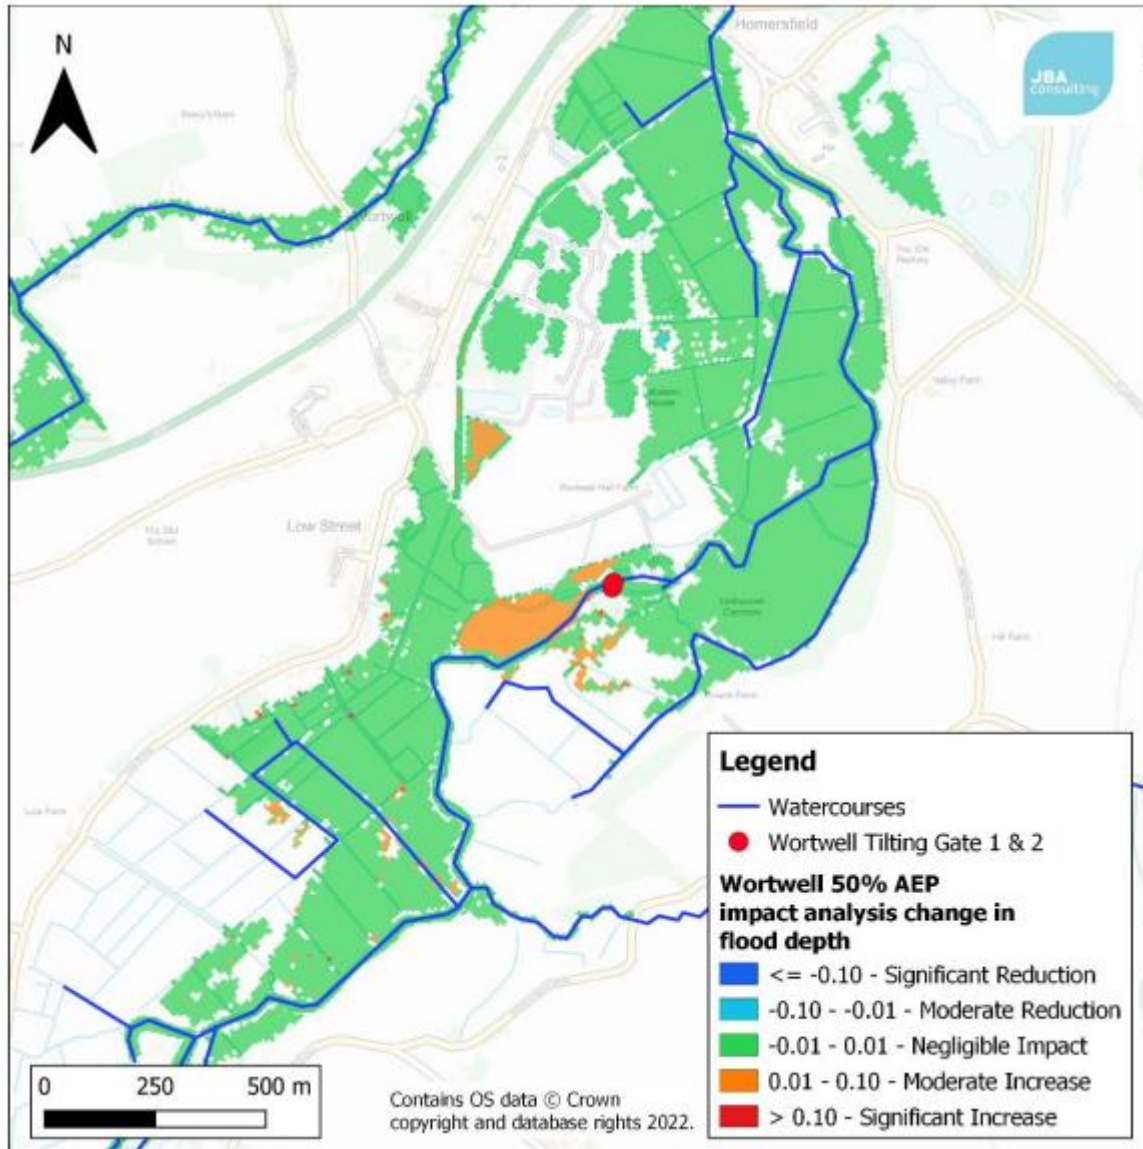 Homersfield
N
JBA
consulting
Low Street
Wortwell Hall Farm
Legend
Watercourses
Wortwell Tilting Gate 1 & 2
Wortwell 50% AEP
impact analysis change in
flood depth
<= -0.10 - Significant Reduction
-0.10 - -0.01 - Moderate Reduction
-0.01 - 0.01 - Negligible Impact
0.01 - 0.10 - Moderate Increase
> 0.10 - Significant Increase
0 250 500 m
Contains OS data © Crown
copyright and database rights 2022.